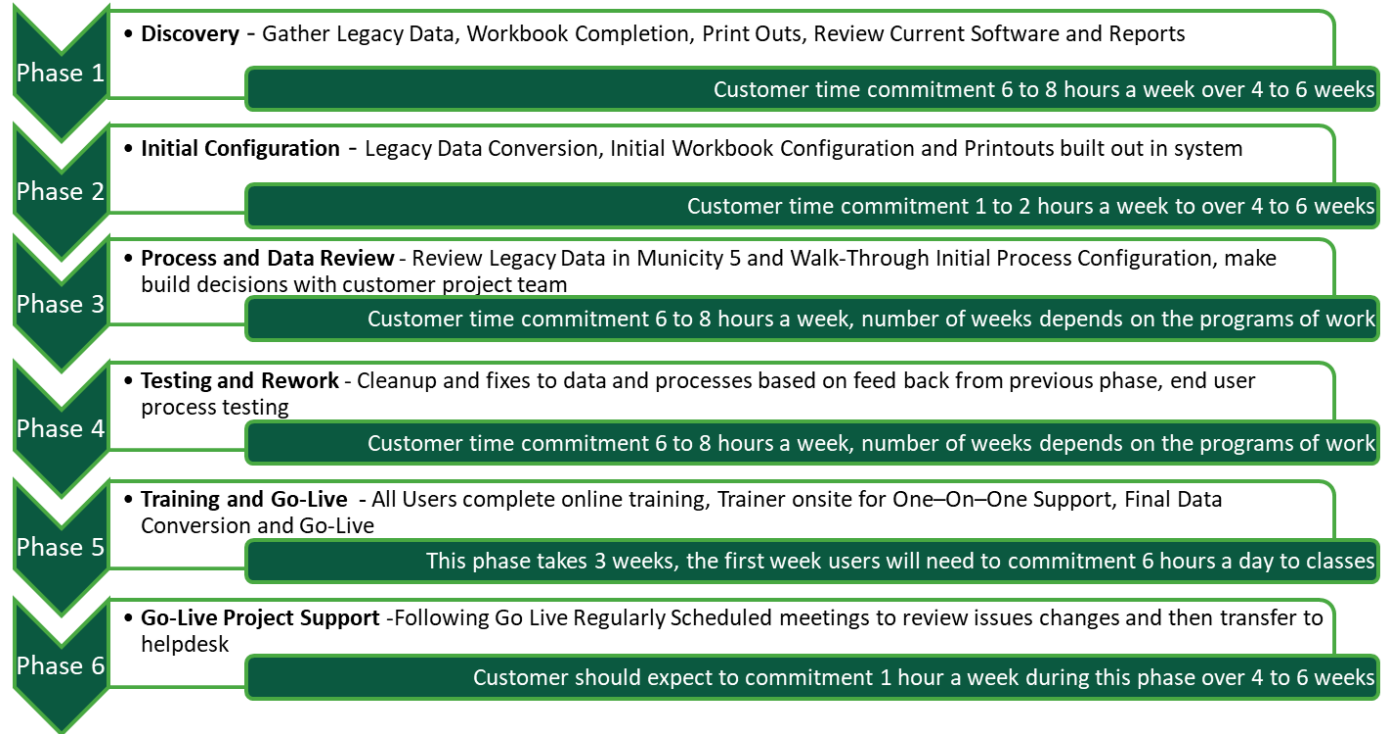 Phase 1
• Discovery - Gather Legacy Data, Workbook Completion, Print Outs, Review Current Software and Reports
Customer time commitment 6 to 8 hours a week over 4 to 6 weeks
Phase 2
• Initial Configuration - Legacy Data Conversion, Initial Workbook Configuration and Printouts built out in system
Customer time commitment 1 to 2 hours a week to over 4 to 6 weeks
Phase 3
• Process and Data Review - Review Legacy Data in Municity 5 and Walk-Through Initial Process Configuration, make
build decisions with customer project team
Customer time commitment 6 to 8 hours a week, number of weeks depends on the programs of work
Phase 4
• Testing and Rework - Cleanup and fixes to data and processes based on feed back from previous phase, end user
process testing
Customer time commitment 6 to 8 hours a week, number of weeks depends on the programs of work
Phase 5
• Training and Go-Live - All Users complete online training, Trainer onsite for One–On–One Support, Final Data
Conversion and Go-Live
This phase takes 3 weeks, the first week users will need to commitment 6 hours a day to classes
Phase 6
• Go-Live Project Support -Following Go Live Regularly Scheduled meetings to review issues changes and then transfer to
helpdesk
Customer should expect to commitment 1 hour a week during this phase over 4 to 6 weeks